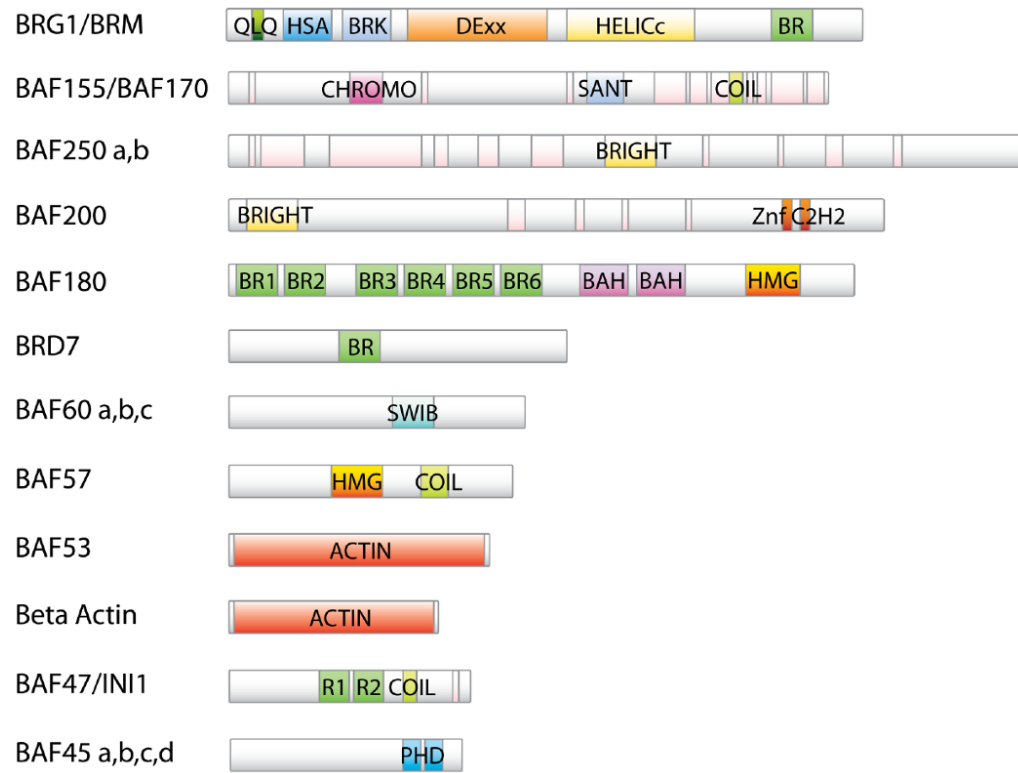 BRG1/BRM QLQ HSA BRK DExx HELICc BR
BAF155/BAF170 CHROMO SANT COIL
BAF250 a,b BRIGHT
BAF200 BRIGHT Znf C2H2
BAF180 BR1 BR2 BR3 BR4 BR5 BR6 BAH BAH HMG
BRD7 BR
BAF60 a,b,c SWIB
BAF57 HMG COIL
BAF53 ACTIN
Beta Actin ACTIN
BAF47/INI1 R1 R2 COIL
BAF45 a,b,c,d PHD